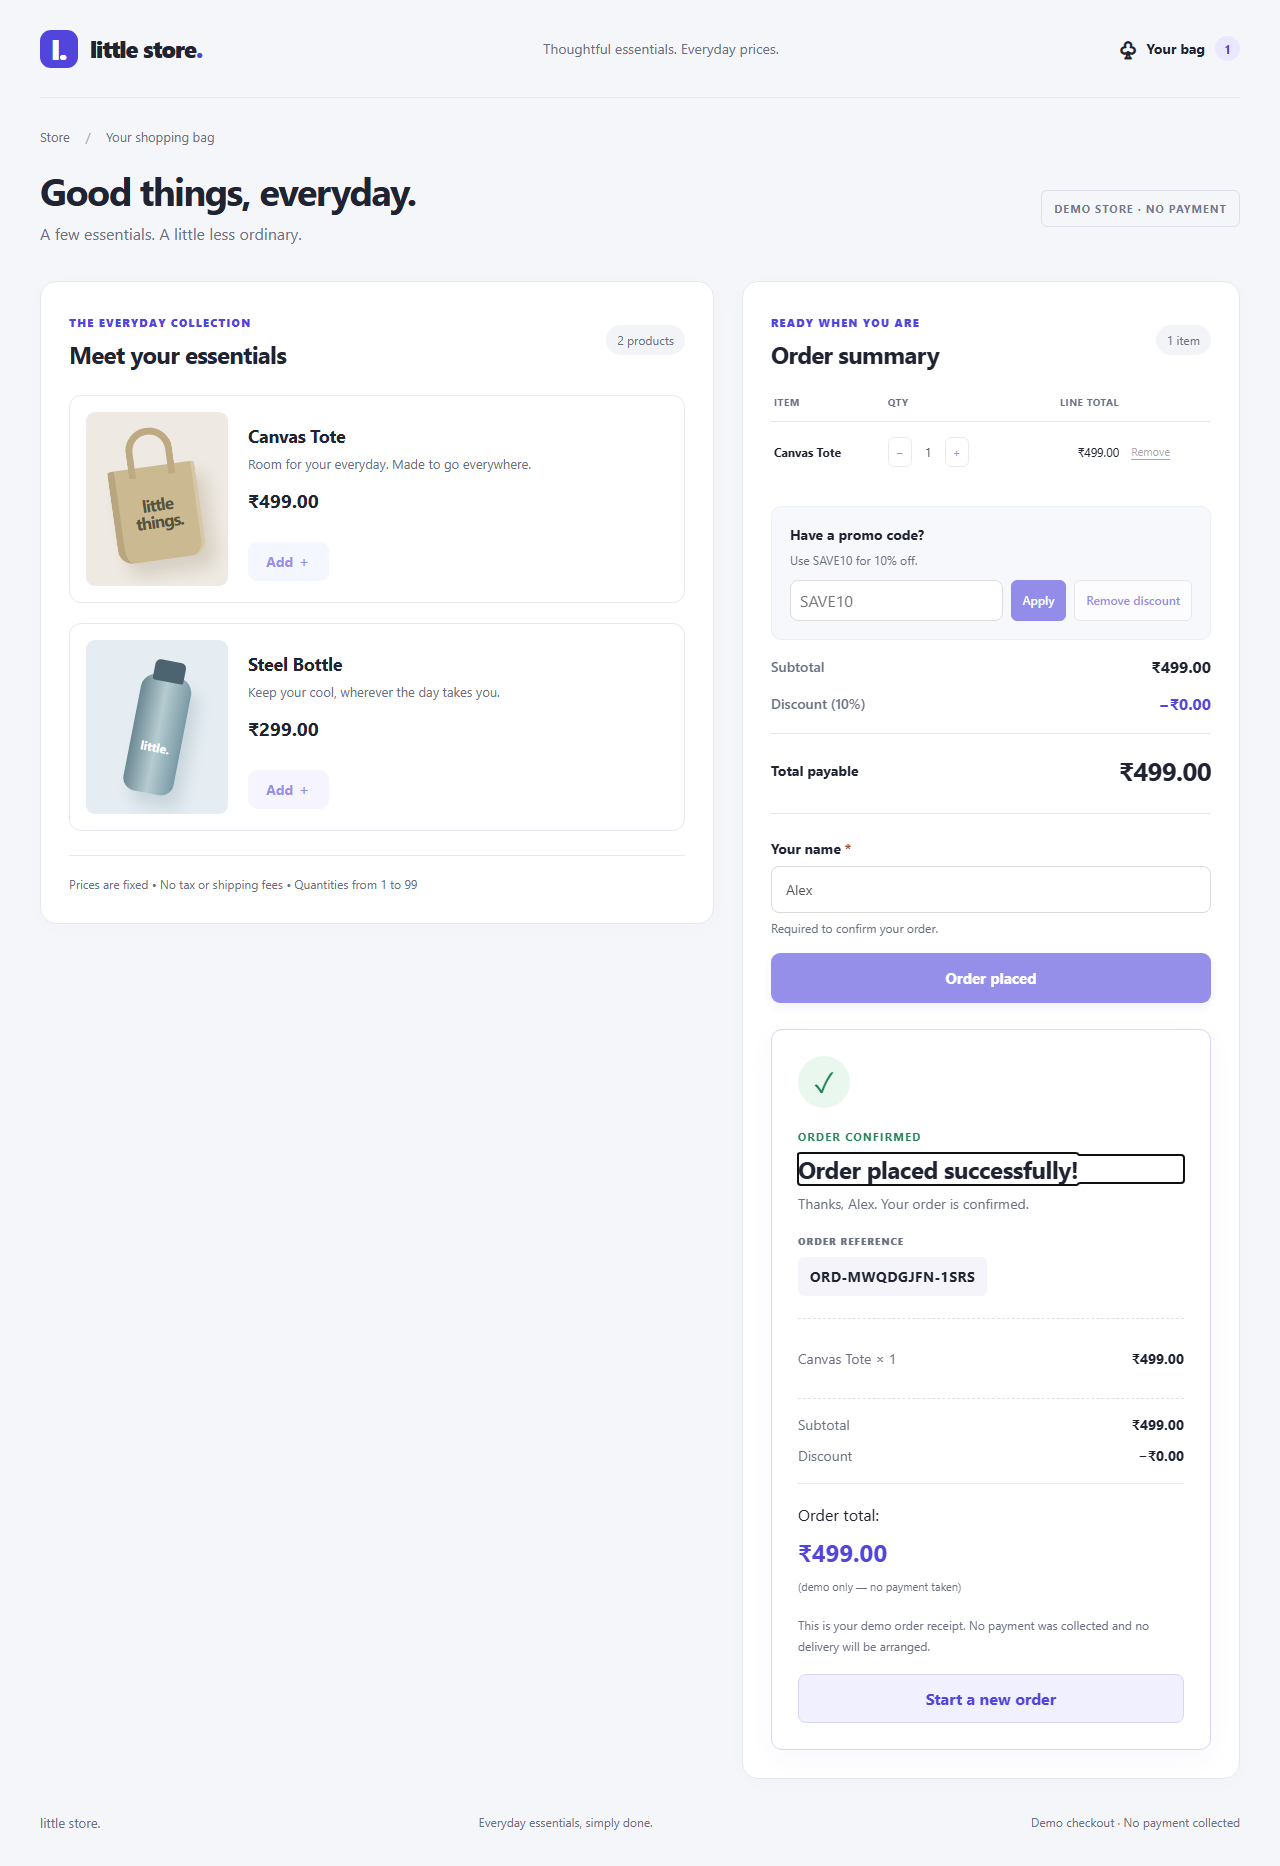 l. little store.
Thoughtful essentials. Everyday prices.
Your bag 1
Store / Your shopping bag
Good things, everyday.
A few essentials. A little less ordinary.
DEMO STORE · NO PAYMENT
THE EVERYDAY COLLECTION
Meet your essentials
2 products
little
things.
Canvas Tote
Room for your everyday. Made to go everywhere.
₹499.00
Add +
little.
Steel Bottle
Keep your cool, wherever the day takes you.
₹299.00
Add +
Prices are fixed • No tax or shipping fees • Quantities from 1 to 99
READY WHEN YOU ARE
Order summary
1 item
ITEM QTY LINE TOTAL
Canvas Tote − 1 + ₹499.00 Remove
Have a promo code?
Use SAVE10 for 10% off.
SAVE10 Apply Remove discount
Subtotal ₹499.00
Discount (10%) −₹0.00
Total payable ₹499.00
Your name *
Alex
Required to confirm your order.
Order placed
✓
ORDER CONFIRMED
Order placed successfully!
Thanks, Alex. Your order is confirmed.
ORDER REFERENCE
ORD-MWQDGJFN-1SRS
Canvas Tote × 1 ₹499.00
Subtotal ₹499.00
Discount −₹0.00
Order total:
₹499.00
(demo only — no payment taken)
This is your demo order receipt. No payment was collected and no
delivery will be arranged.
Start a new order
little store.
Everyday essentials, simply done.
Demo checkout · No payment collected